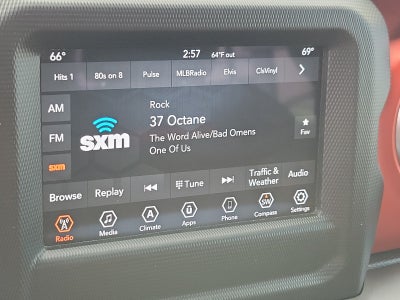 66° 2:57 64°F out 69°
Hits 1 80s on 8 Pulse MLBRadio Elvis ClsVinyl
AM
FM
sxm
sxm
Rock
37 Octane
The Word Alive/Bad Omens
One Of Us
Fav
Browse Replay Tune Traffic & Weather Audio
Radio Media A Climate Apps Phone SW Compass Settings